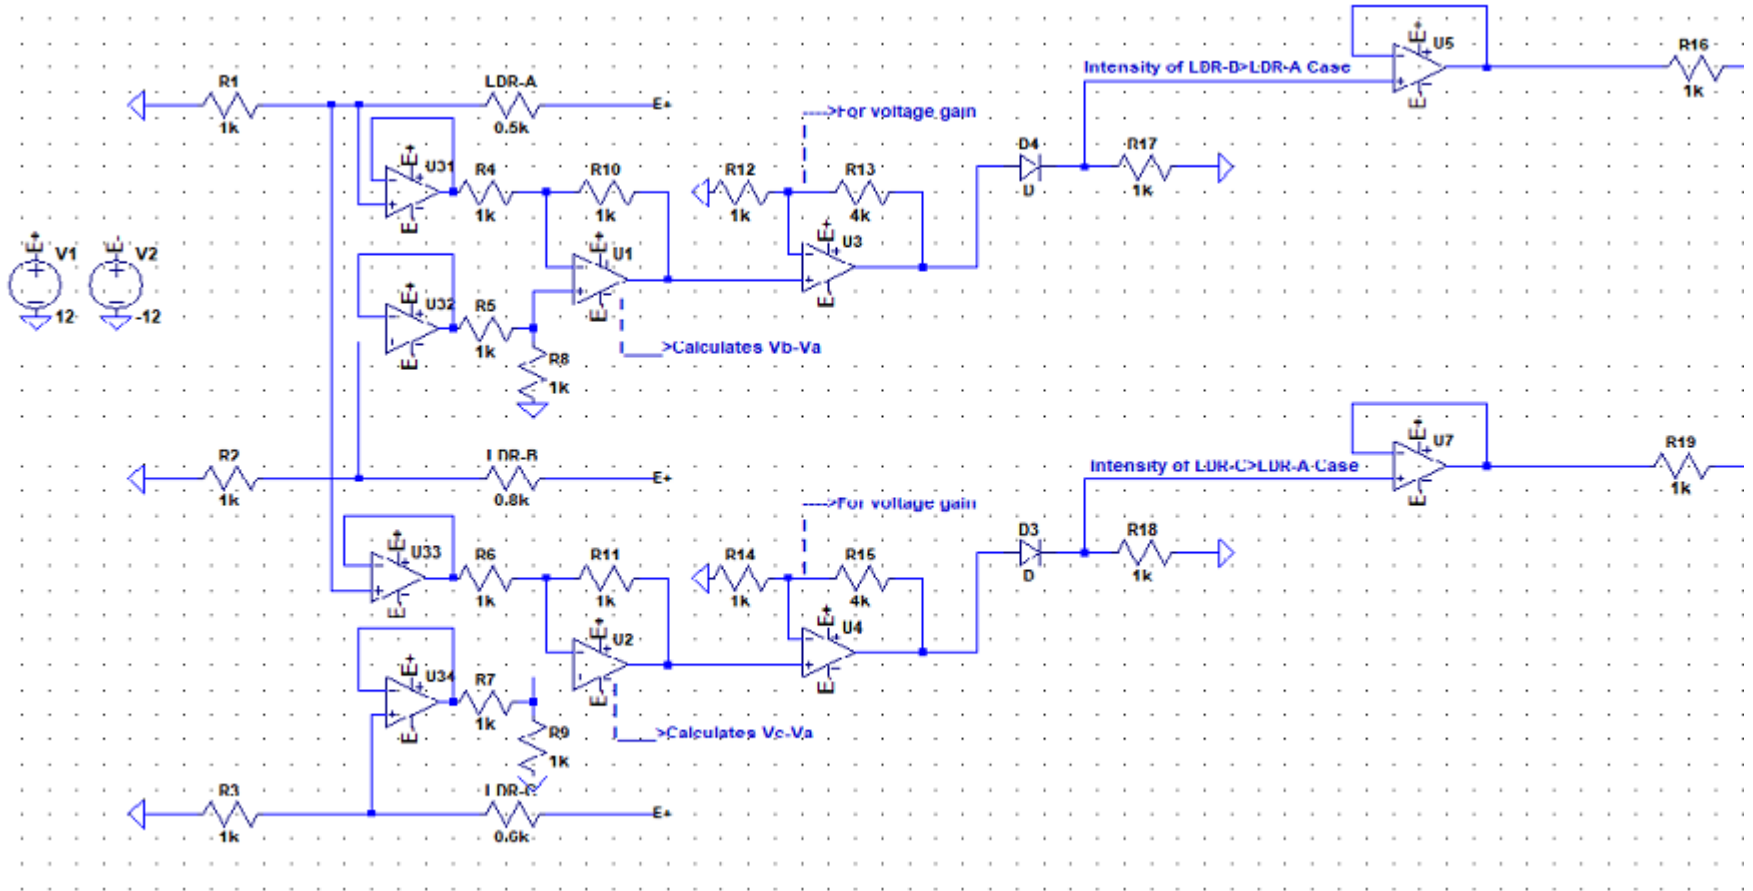 R1
1k
LDR-A
0.5k
E+
E+
U31
E
R4
1k
R10
1k
--->For voltage gain
R12
1k
R13
4k
D4
D
R17
1k
Intensity of LDR-B>LDR-A Case
E+
U5
E
R16
1k
E+
V1
12
E-
V2
-12
E+
U32
E
R5
1k
R8
1k
E+
U1
E
>Calculates Vb-Va
E+
U3
E
R2
1k
LDR-B
0.8k
E+
E+
U33
E
R6
1k
R11
1k
--->For voltage gain
R14
1k
R15
4k
D3
D
R18
1k
Intensity of LDR-C>LDR-A Case
E+
U7
E
R19
1k
E+
U34
E
R7
1k
R9
1k
E+
U2
E
>Calculates Vc-Va
E+
U4
E
R3
1k
LDR-C
0.6k
E+